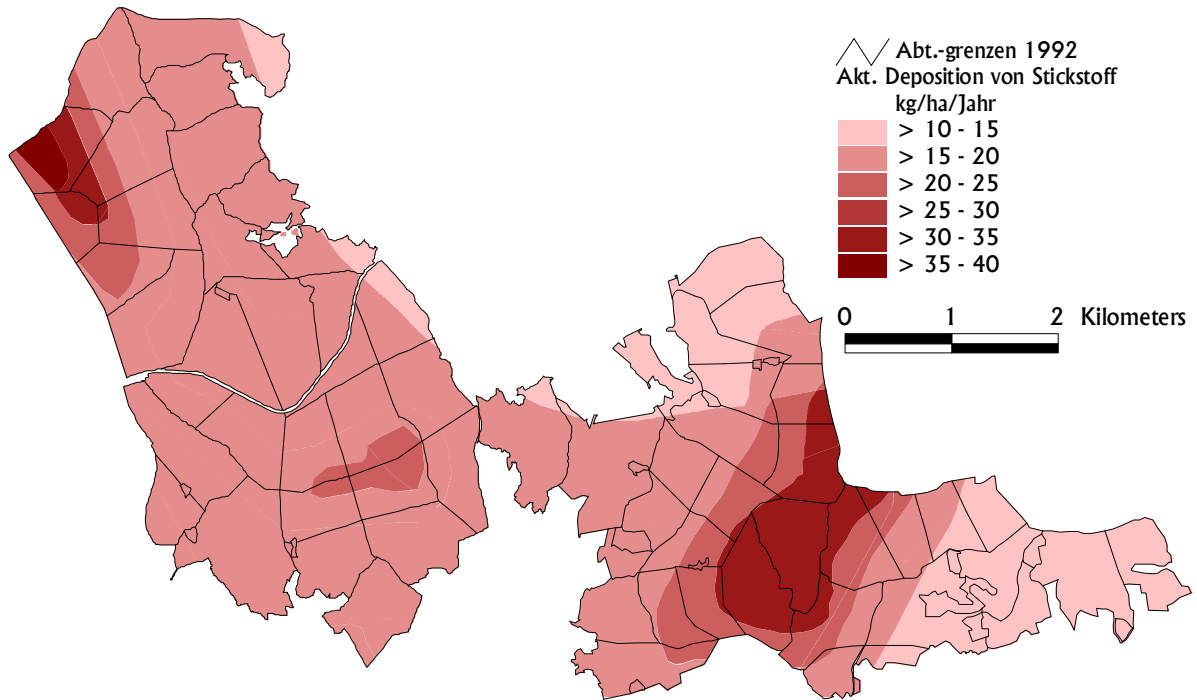 Abt.-grenzen 1992
Akt. Deposition von Stickstoff
kg/ha/Jahr
> 10 - 15
> 15 - 20
> 20 - 25
> 25 - 30
> 30 - 35
> 35 - 40
0 1 2 Kilometers